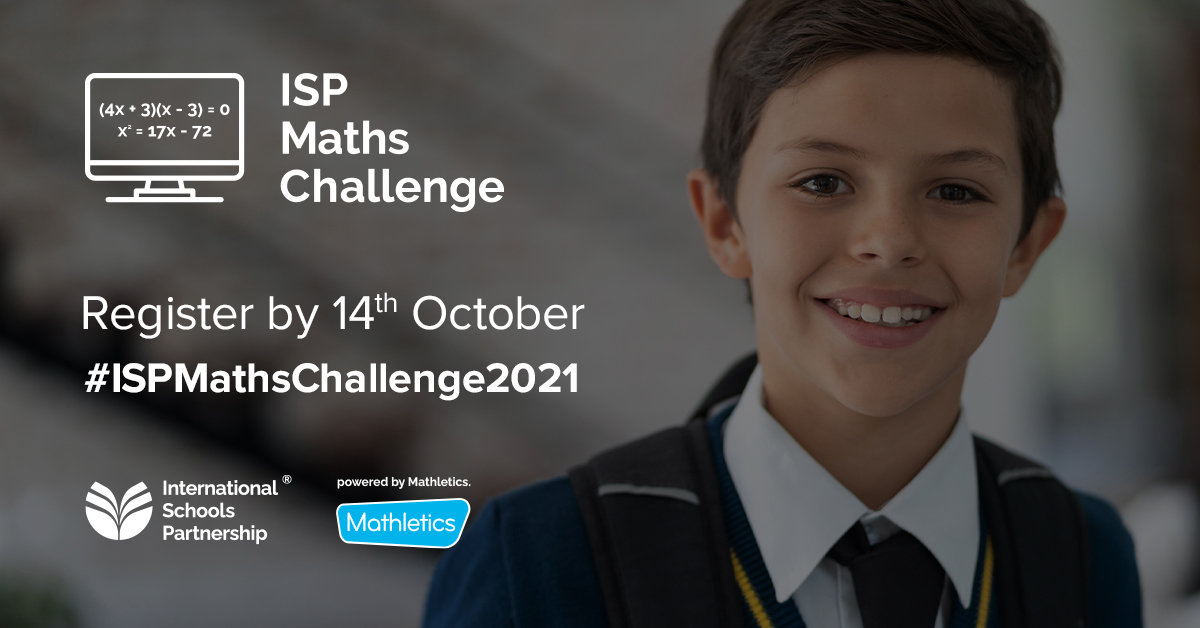 (4x + 3)(x - 3) = 0
x² = 17x - 72
ISP
Maths
Challenge
Register by 14th October
#ISPMathsChallenge2021
International ®
Schools
Partnership
powered by Mathletics.
Mathletics